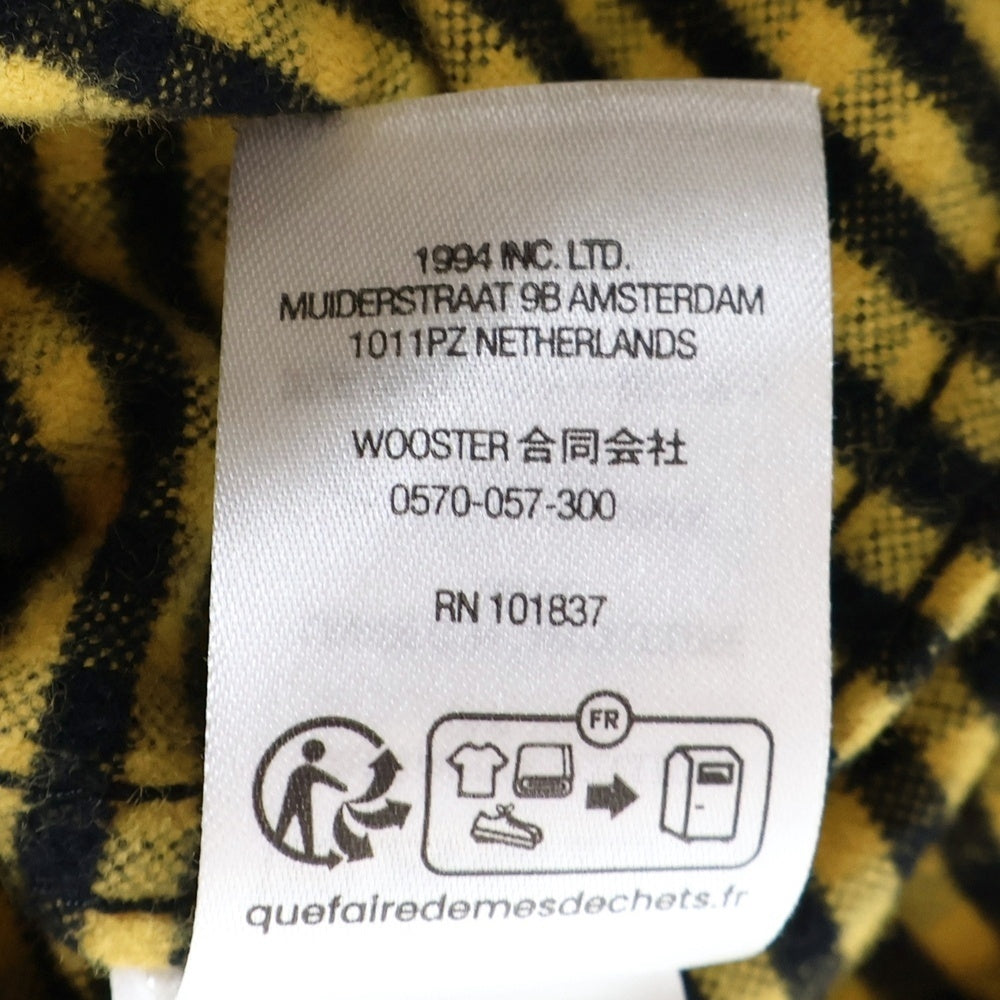 1994 INC. LTD.
MUIDERSTRAAT 9B AMSTERDAM
1011PZ NETHERLANDS
WOOSTER 合同会社
0570-057-300
RN 101837
FR
quefairedemesdechets.fr